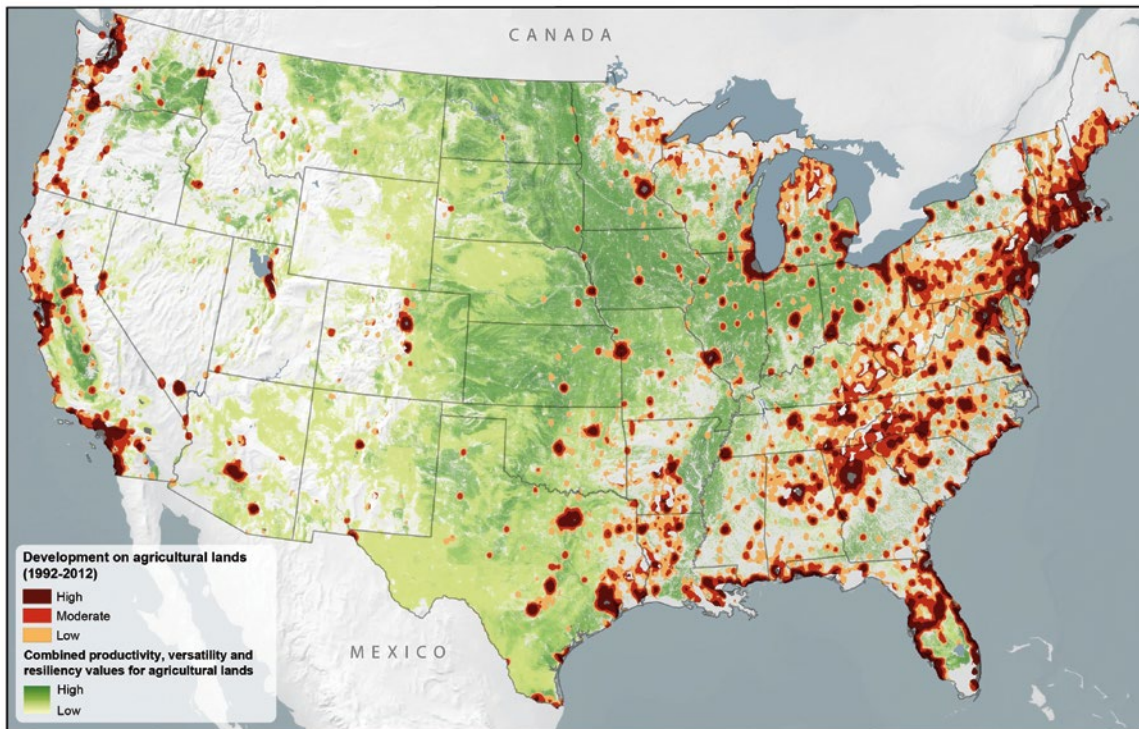 CANADA
MEXICO
Development on agricultural lands
(1992-2012)
High
Moderate
Low
Combined productivity, versatility and
resiliency values for agricultural lands
High
Low